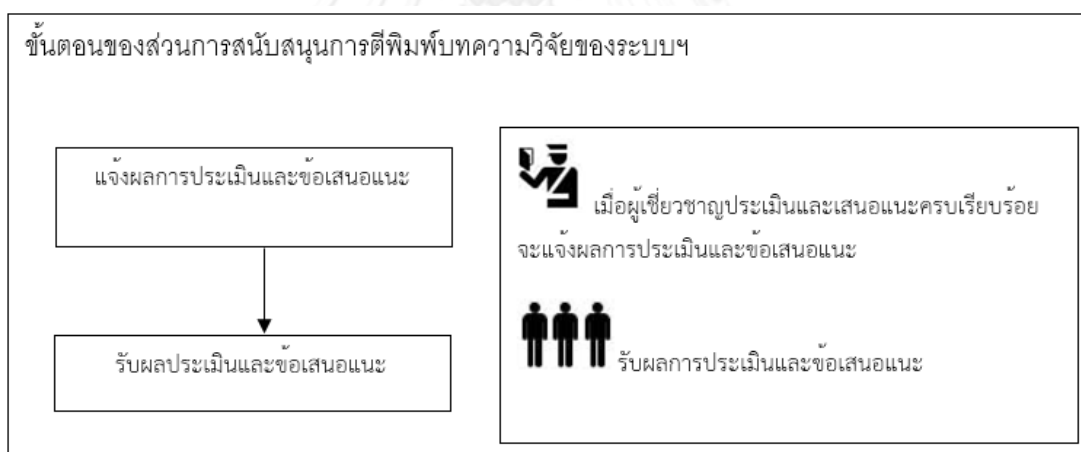 ขั้นตอนของส่วนการสนับสนุนการตีพิมพ์บทความวิจัยของระบบฯ
แจ้งผลการประเมินและข้อเสนอแนะ
รับผลประเมินและข้อเสนอแนะ
เมื่อผู้เชี่ยวชาญประเมินและเสนอแนะครบเรียบร้อย
จะแจ้งผลการประเมินและข้อเสนอแนะ
รับผลการประเมินและข้อเสนอแนะ